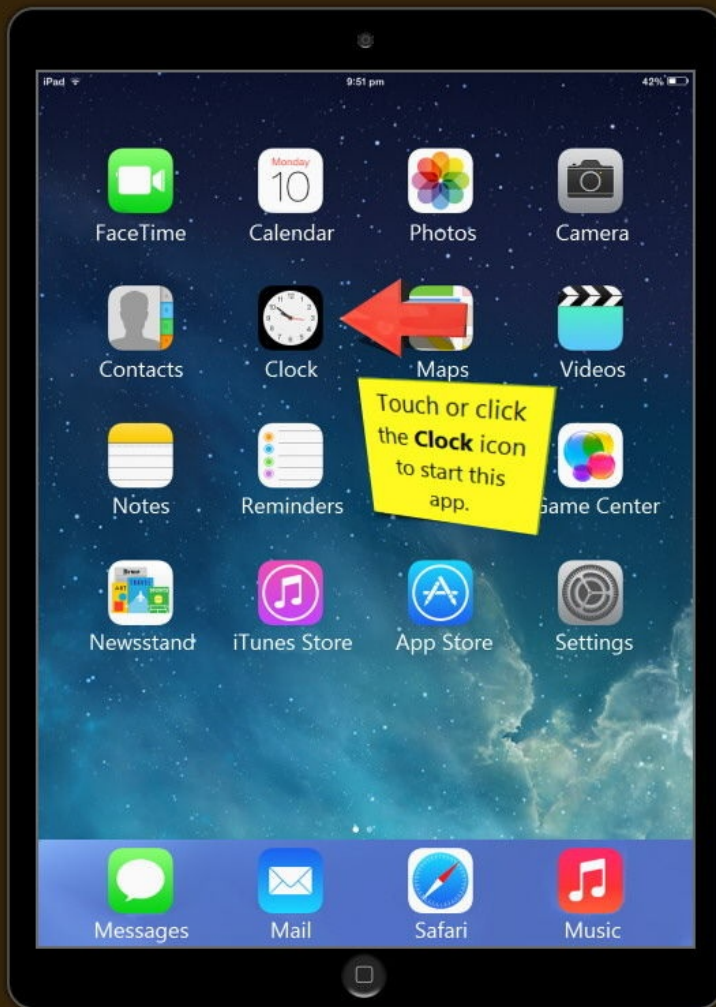 iPad 9:51 pm 42%
Monday
10
FaceTime Calendar Photos Camera
Contacts Clock Maps Videos
Touch or click
the Clock icon
to start this
app.
Notes Reminders Game Center
Newsstand iTunes Store App Store Settings
Messages Mail Safari Music